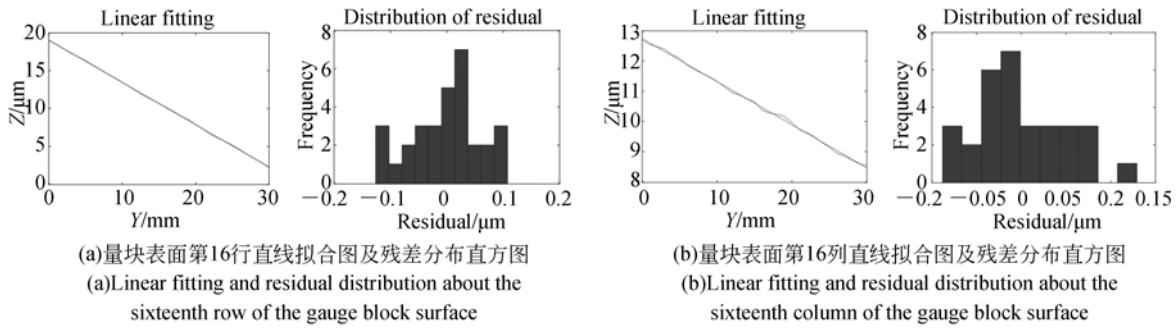 Linear fitting
Distribution of residual
20
15
10
5
0
Z/μm
0
10
20
30
Y/mm
8
6
4
2
0
Frequency
−0.2
−0.1
0
0.1
0.2
Residual/μm
(a)量块表面第16行直线拟合图及残差分布直方图
(a)Linear fitting and residual distribution about the
sixteenth row of the gauge block surface
Linear fitting
Distribution of residual
13
12
11
10
9
8
Z/μm
0
10
20
30
Y/mm
8
6
4
2
0
Frequency
−0.2
−0.05
0
0.05
0.2
0.15
Residual/μm
(b)量块表面第16列直线拟合图及残差分布直方图
(b)Linear fitting and residual distribution about the
sixteenth column of the gauge block surface